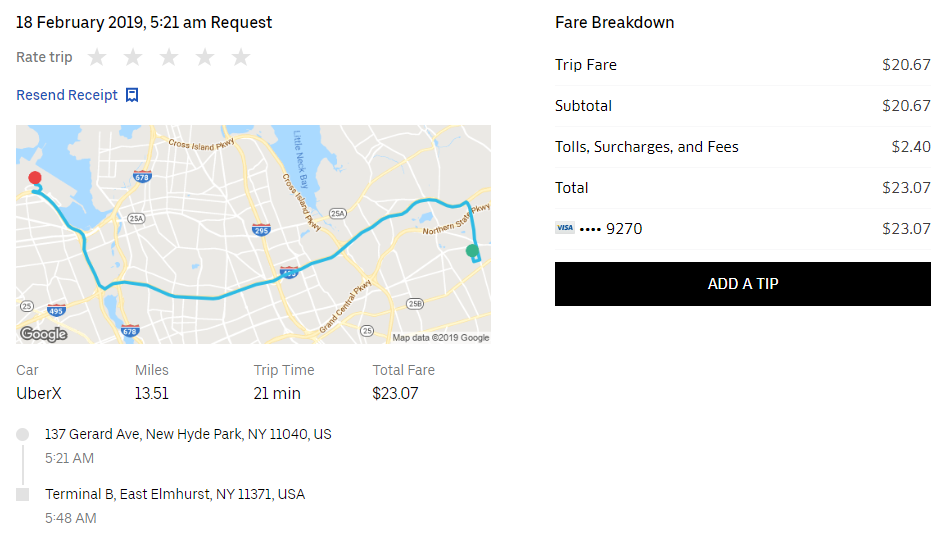 18 February 2019, 5:21 am Request
Rate trip
Resend Receipt
Cross Island Pkwy
Little Neck Bay
678
Cross Island Pkwy
25A
25A
295
Northern State Pkwy
495
Grand Central Pkwy
25
495
25B
678
25
Google
Map data ©2019 Google
Car
Miles
Trip Time
Total Fare
UberX
13.51
21 min
$23.07
137 Gerard Ave, New Hyde Park, NY 11040, US
5:21 AM
Terminal B, East Elmhurst, NY 11371, USA
5:48 AM
Fare Breakdown
Trip Fare $20.67
Subtotal $20.67
Tolls, Surcharges, and Fees $2.40
Total $23.07
VISA •••• 9270 $23.07
ADD A TIP